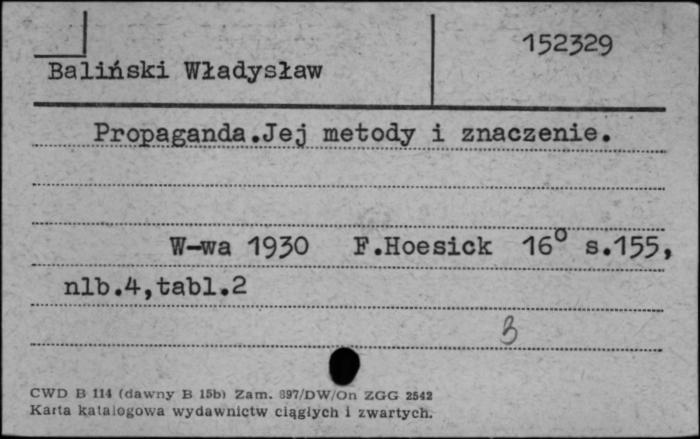 152329
Baliński Władysław
Propaganda.Jej metody i znaczenie.
W-wa 1930 F.Hoesick 16° s.155,
nlb.4,tabl.2
B
CWD B 114 (dawny B 15b) Zam. 897/DW/On ZGG 2542
Karta katalogowa wydawnictw ciągłych i zwartych.